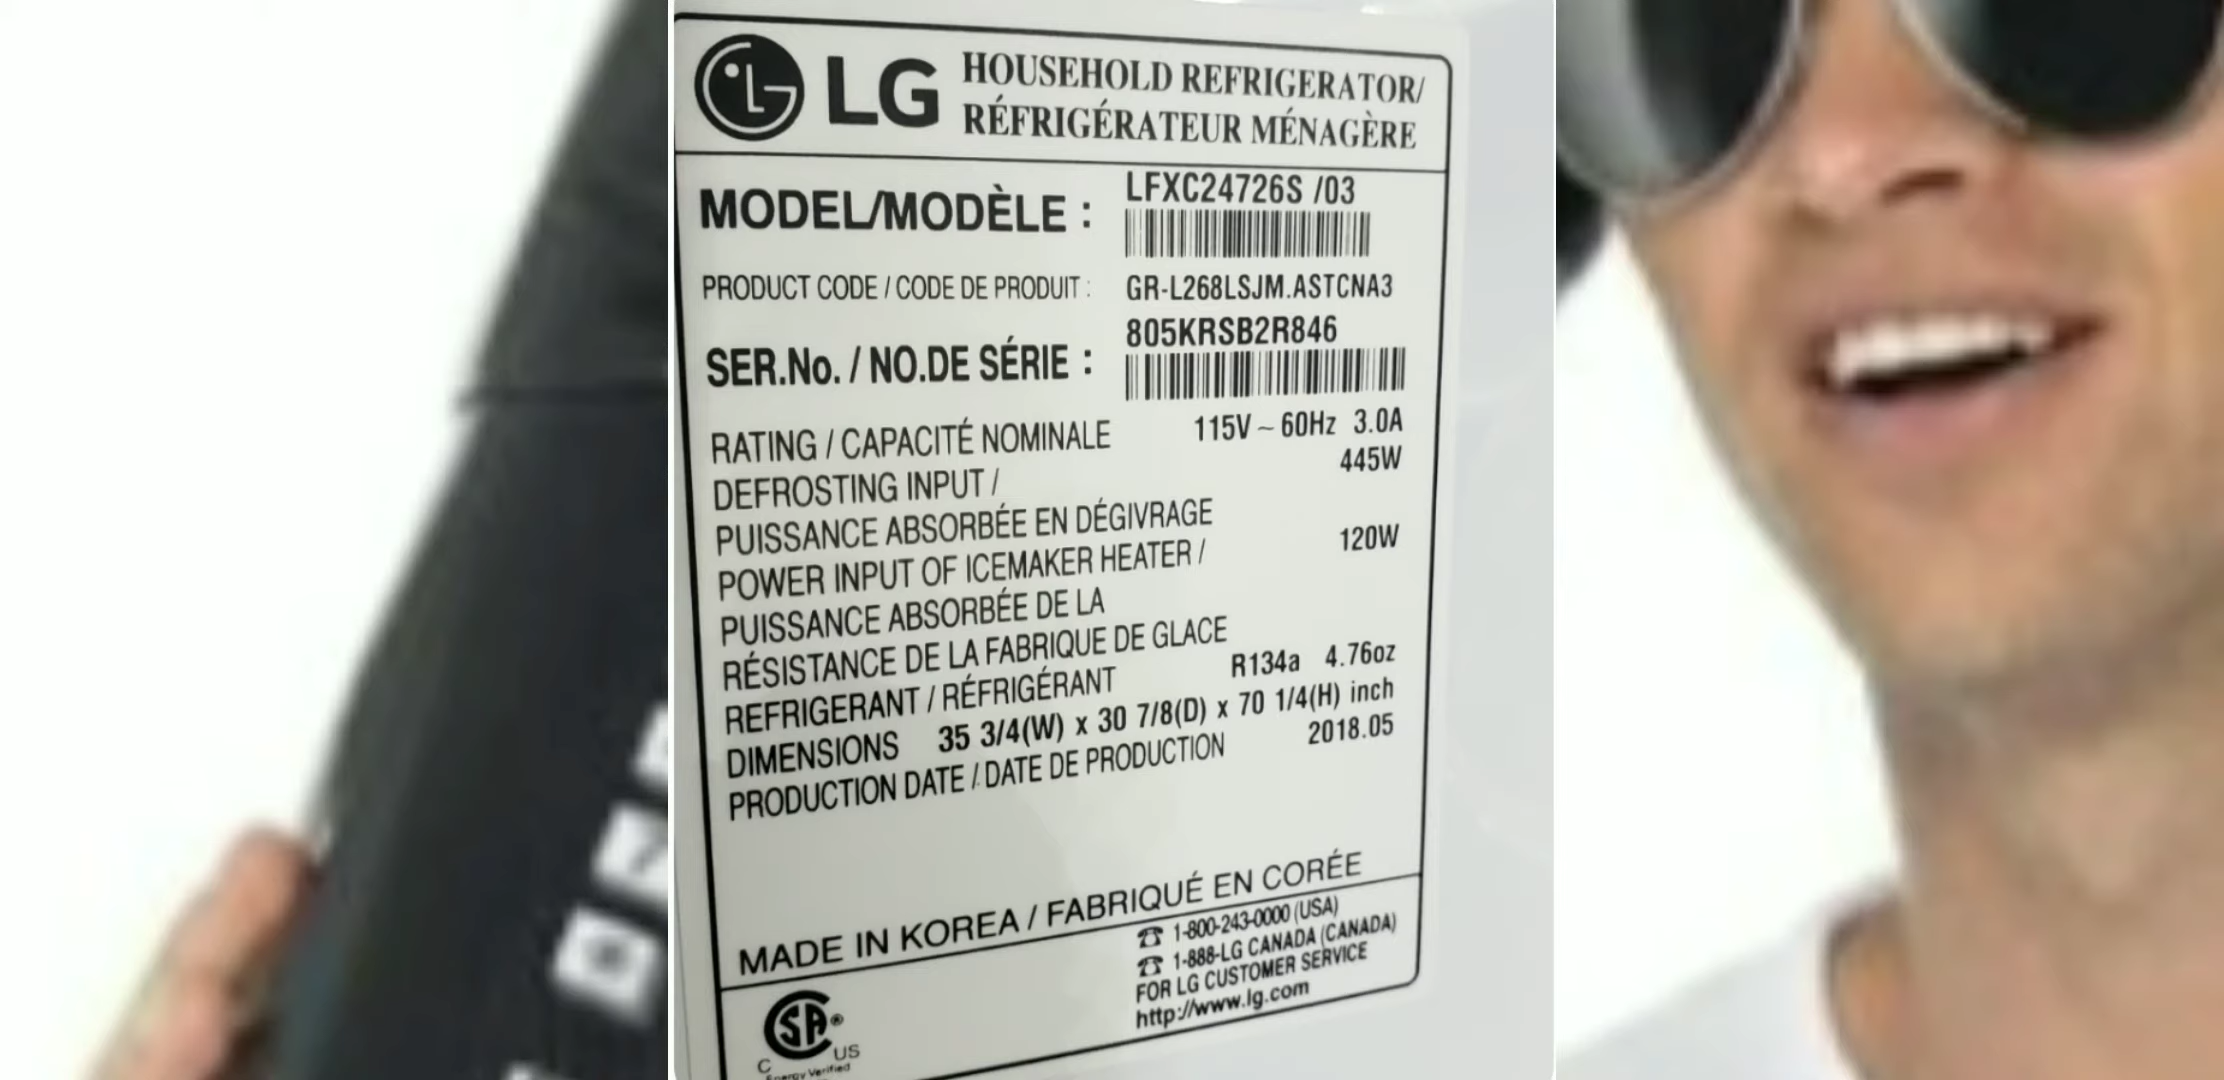 LG HOUSEHOLD REFRIGERATOR/
RÉFRIGÉRATEUR MÉNAGÈRE
MODEL/MODÈLE : LFXC24726S /03
PRODUCT CODE / CODE DE PRODUIT : GR-L268LSJM.ASTCNA3
SER.No. / NO.DE SÉRIE : 805KRSB2R846
RATING / CAPACITÉ NOMINALE 115V ~ 60Hz 3.0A
DEFROSTING INPUT / 445W
PUISSANCE ABSORBÉE EN DÉGIVRAGE
POWER INPUT OF ICEMAKER HEATER / 120W
PUISSANCE ABSORBÉE DE LA
RÉSISTANCE DE LA FABRIQUE DE GLACE
REFRIGERANT / RÉFRIGÉRANT R134a 4.76oz
DIMENSIONS 35 3/4(W) x 30 7/8(D) x 70 1/4(H) inch
PRODUCTION DATE / DATE DE PRODUCTION 2018.05
MADE IN KOREA / FABRIQUÉ EN CORÉE
1-800-243-0000 (USA)
1-888-LG CANADA (CANADA)
FOR LG CUSTOMER SERVICE
http://www.lg.com
SA®
C US
Energy Verified